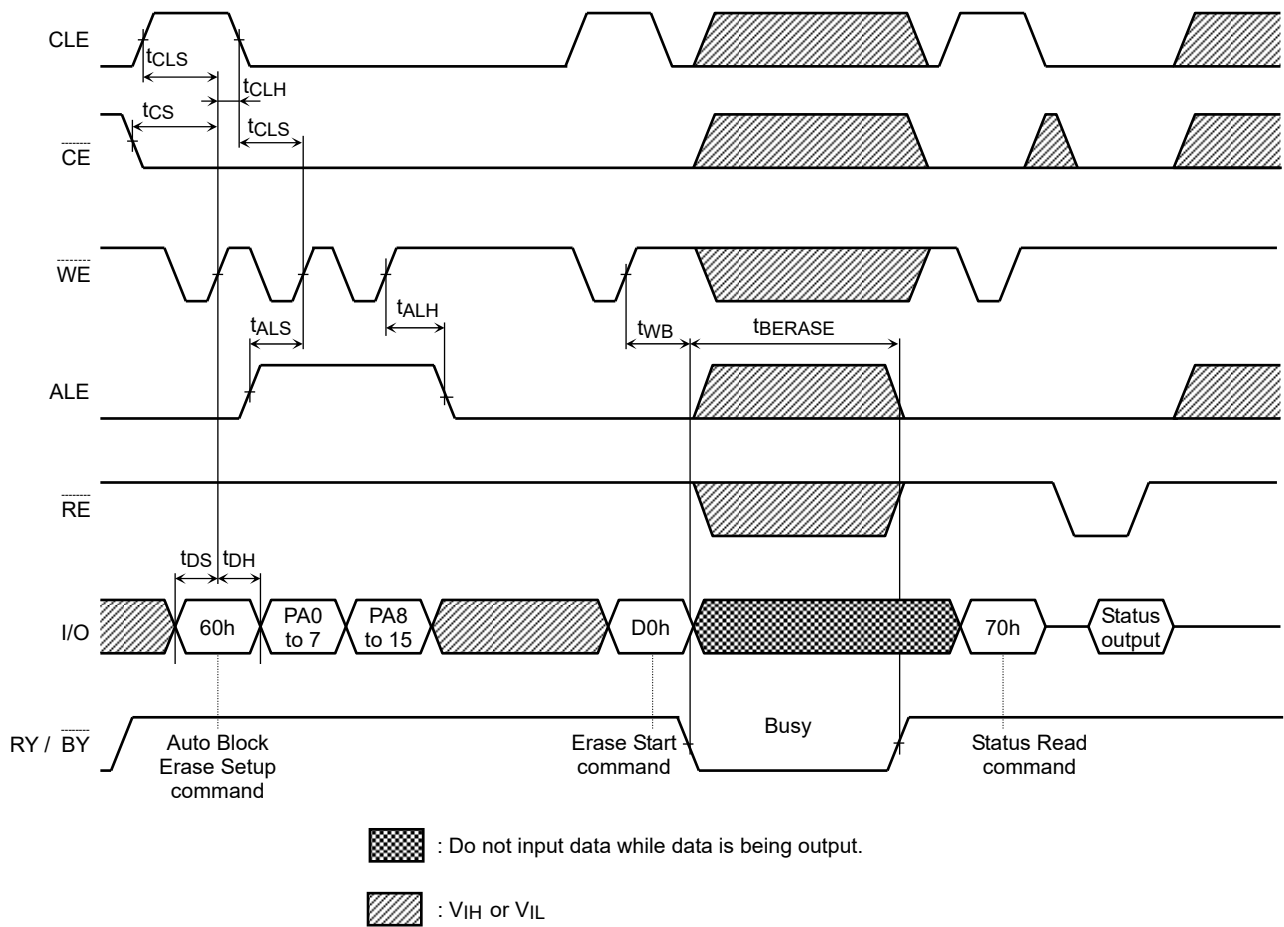 CLE
tCLS
tCLH
tCS
tCLS
CE
WE
tALS
tALH
tWB
tBERASE
ALE
RE
tDS
tDH
I/O
60h
PA0
to 7
PA8
to 15
D0h
70h
Status
output
RY / BY
Busy
Auto Block
Erase Setup
command
Erase Start
command
Status Read
command
: Do not input data while data is being output.
: VIH or VIL